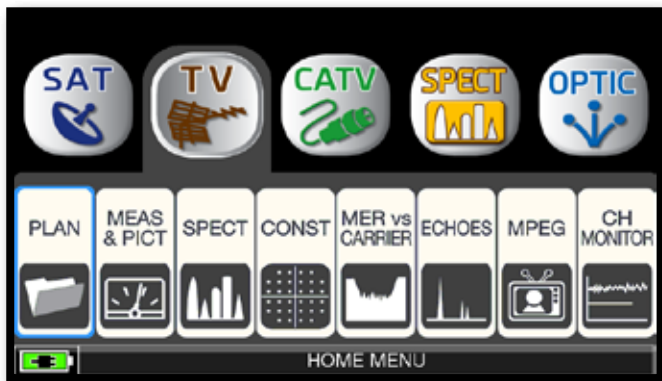 SAT
TV
CATV
SPECT
OPTIC
PLAN
MEAS
& PICT
SPECT
CONST
MER vs
CARRIER
ECHOES
MPEG
CH
MONITOR
HOME MENU